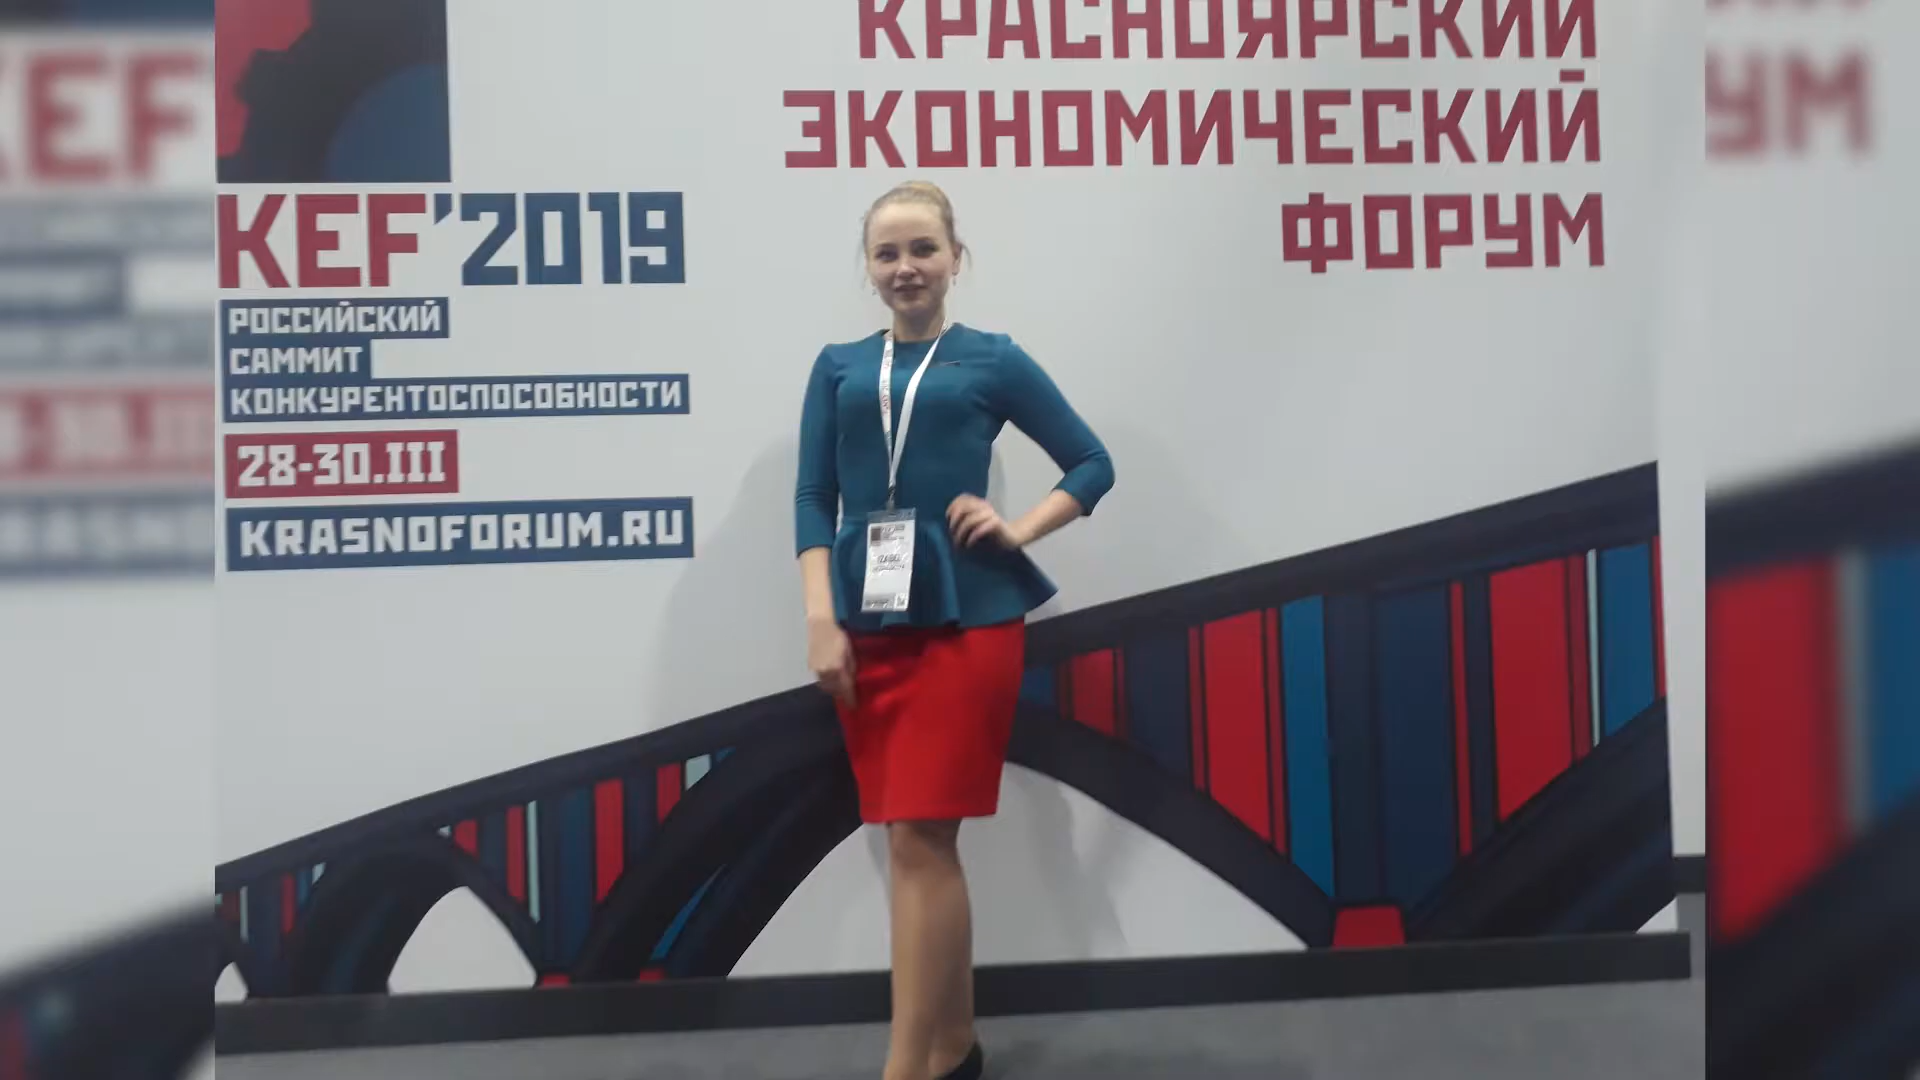 КРАСНОЯРСКИЙ
ЭКОНОМИЧЕСКИЙ
ФОРУМ
KEF'2019
РОССИЙСКИЙ
САММИТ
КОНКУРЕНТОСПОСОБНОСТИ
28-30.III
KRASNOFORUM.RU